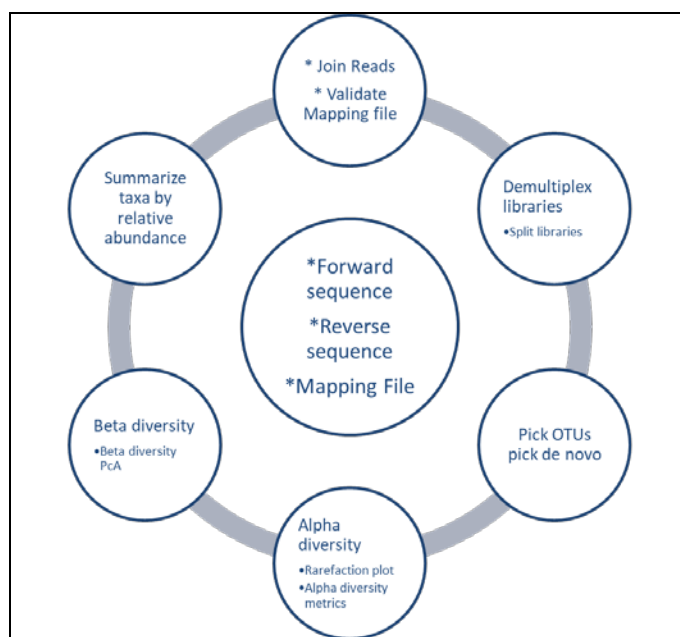 * Join Reads
* Validate
Mapping file
Demultiplex
libraries
•Split libraries
Pick OTUs
pick de novo
Alpha
diversity
•Rarefaction plot
•Alpha diversity
metrics
Beta diversity
•Beta diversity
PcA
Summarize
taxa by
relative
abundance
*Forward
sequence
*Reverse
sequence
*Mapping File